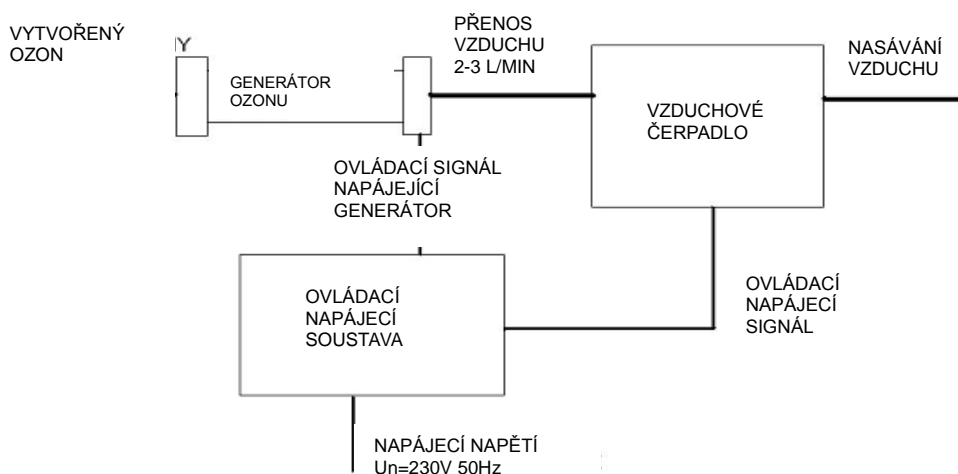 VYTVOŘENÝ
OZON
Y
GENERÁTOR
OZONU
PŘENOS
VZDUCHU
2-3 L/MIN
VZDUCHOVÉ
ČERPADLO
NASÁVÁNÍ
VZDUCHU
OVLÁDACÍ SIGNÁL
NAPÁJEJÍCÍ
GENERÁTOR
OVLÁDACÍ
NAPÁJECÍ
SOUSTAVA
OVLÁDACÍ
NAPÁJECÍ
SIGNÁL
NAPÁJECÍ NAPĚTÍ
Un=230V 50Hz